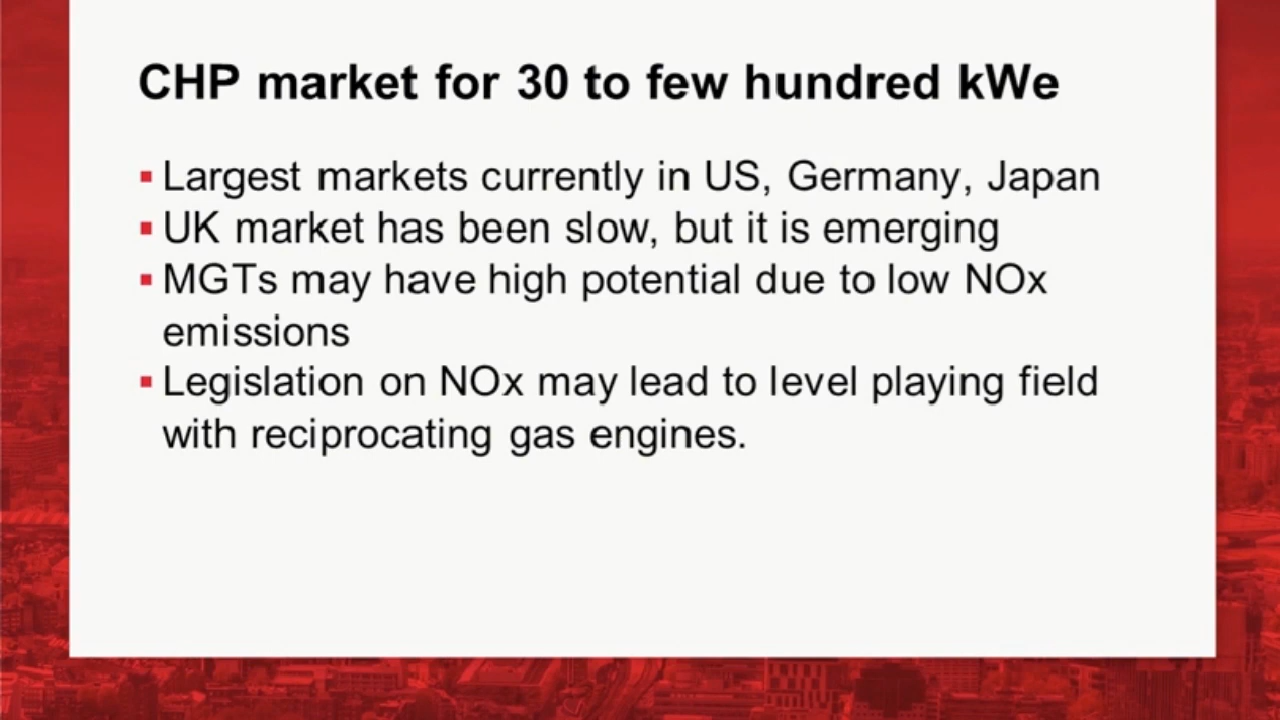 CHP market for 30 to few hundred kWe
▪ Largest markets currently in US, Germany, Japan
▪ UK market has been slow, but it is emerging
▪ MGTs may have high potential due to low NOx
emissions
▪ Legislation on NOx may lead to level playing field
with reciprocating gas engines.